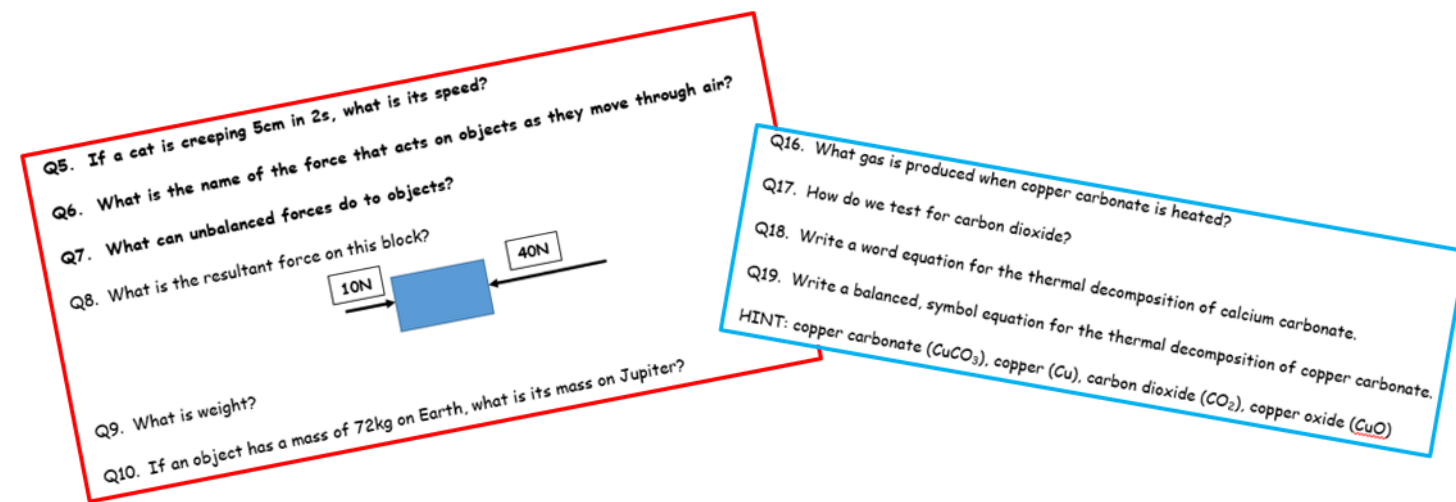 Q5. If a cat is creeping 5cm in 2s, what is its speed?
Q6. What is the name of the force that acts on objects as they move through air?
Q7. What can unbalanced forces do to objects?
Q8. What is the resultant force on this block?
10N
40N
Q9. What is weight?
Q10. If an object has a mass of 72kg on Earth, what is its mass on Jupiter?
Q16. What gas is produced when copper carbonate is heated?
Q17. How do we test for carbon dioxide?
Q18. Write a word equation for the thermal decomposition of calcium carbonate.
Q19. Write a balanced, symbol equation for the thermal decomposition of copper carbonate.
HINT: copper carbonate (CuCO₃), copper (Cu), carbon dioxide (CO₂), copper oxide (CuO)